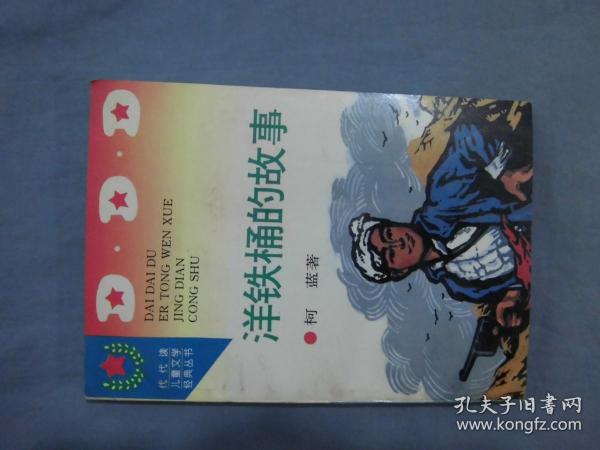 D·D·D
DAI DAI DU
ER TONG WEN XUE
JING DIAN
CONG SHU
代代读
儿童文学
经典丛书
洋铁桶的故事
柯 蓝著
孔夫子旧书网
www.kongfz.com